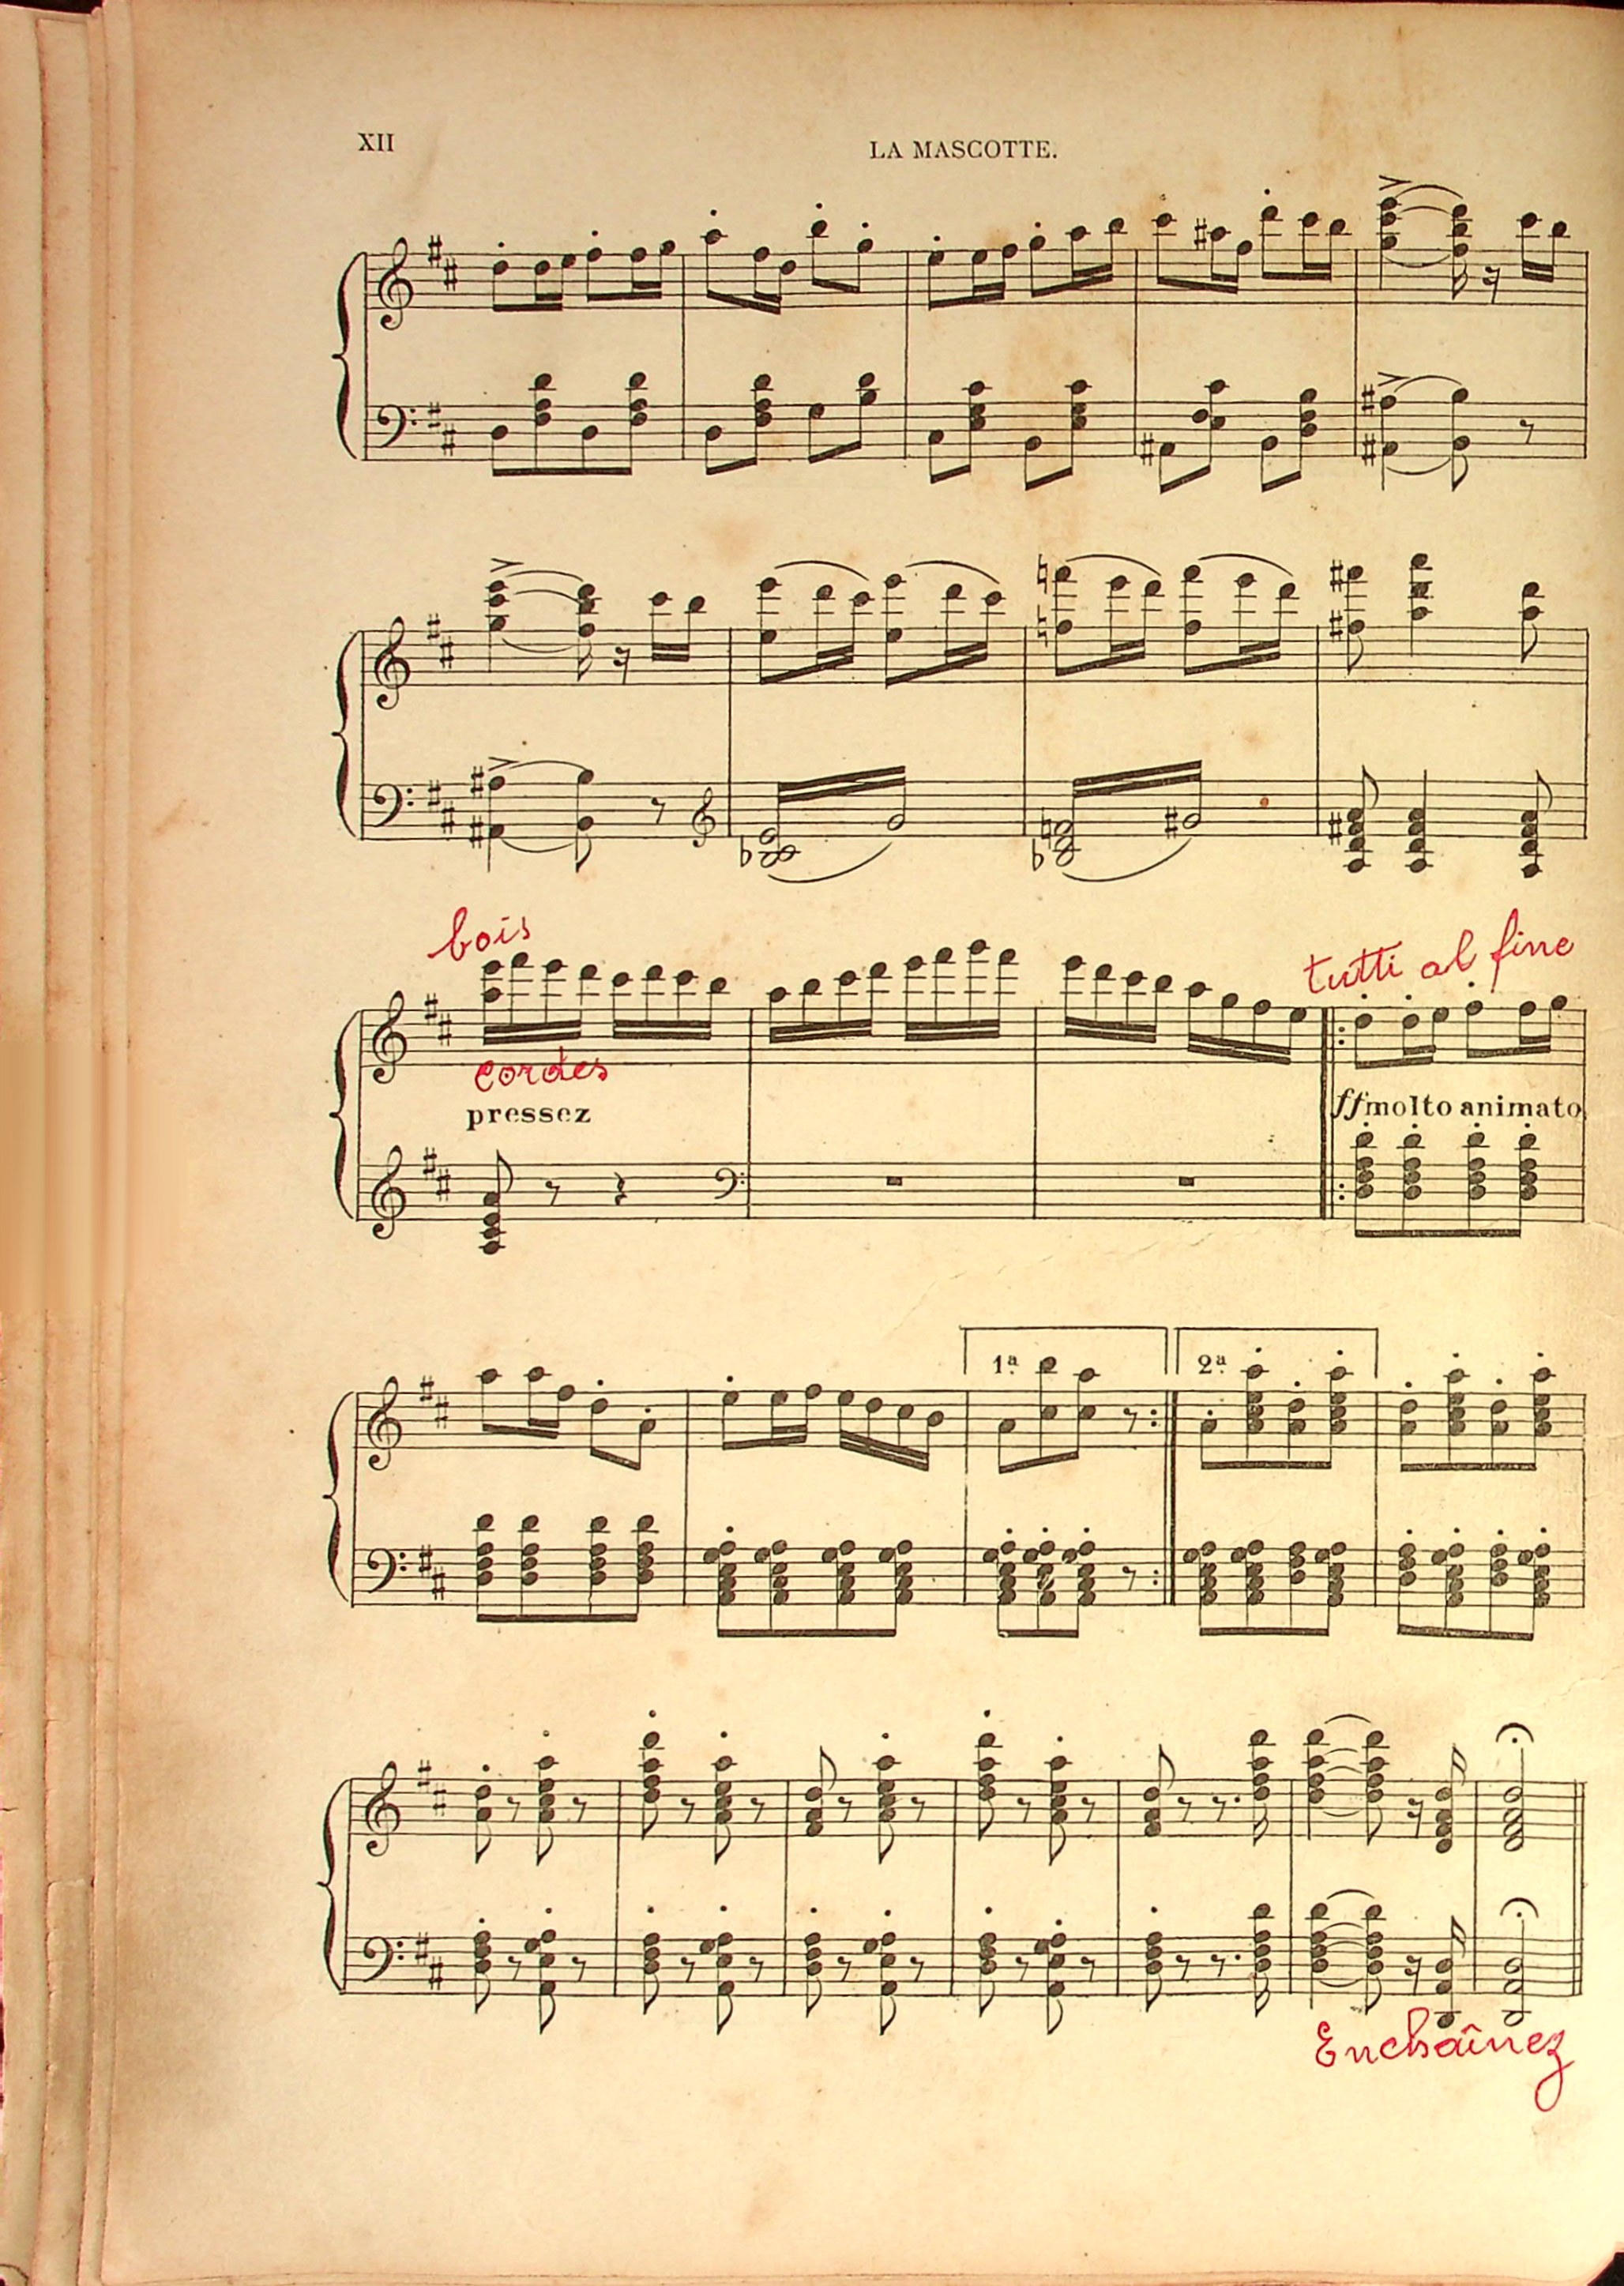 XII
LA MASCOTTE.
bois
tutti al fine
cordes
pressez
ff molto animato
1ª
2ª
Enchaînez